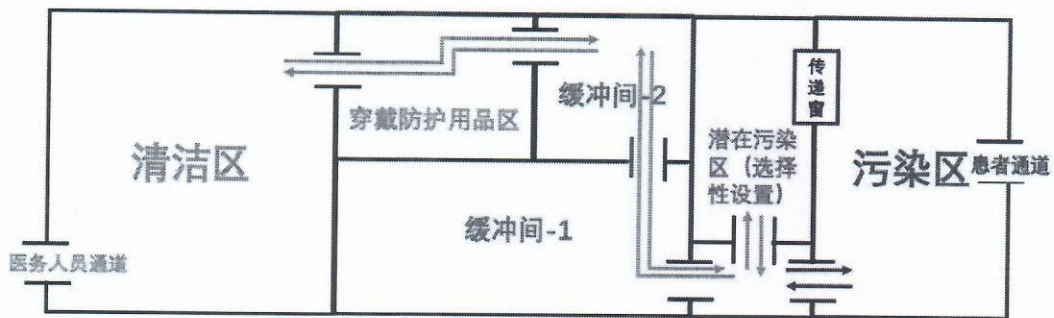 清洁区
医务人员通道
穿戴防护用品区
缓冲间-2
缓冲间-1
潜在污染
区（选择
性设置）
传
递
窗
污染区
患者通道